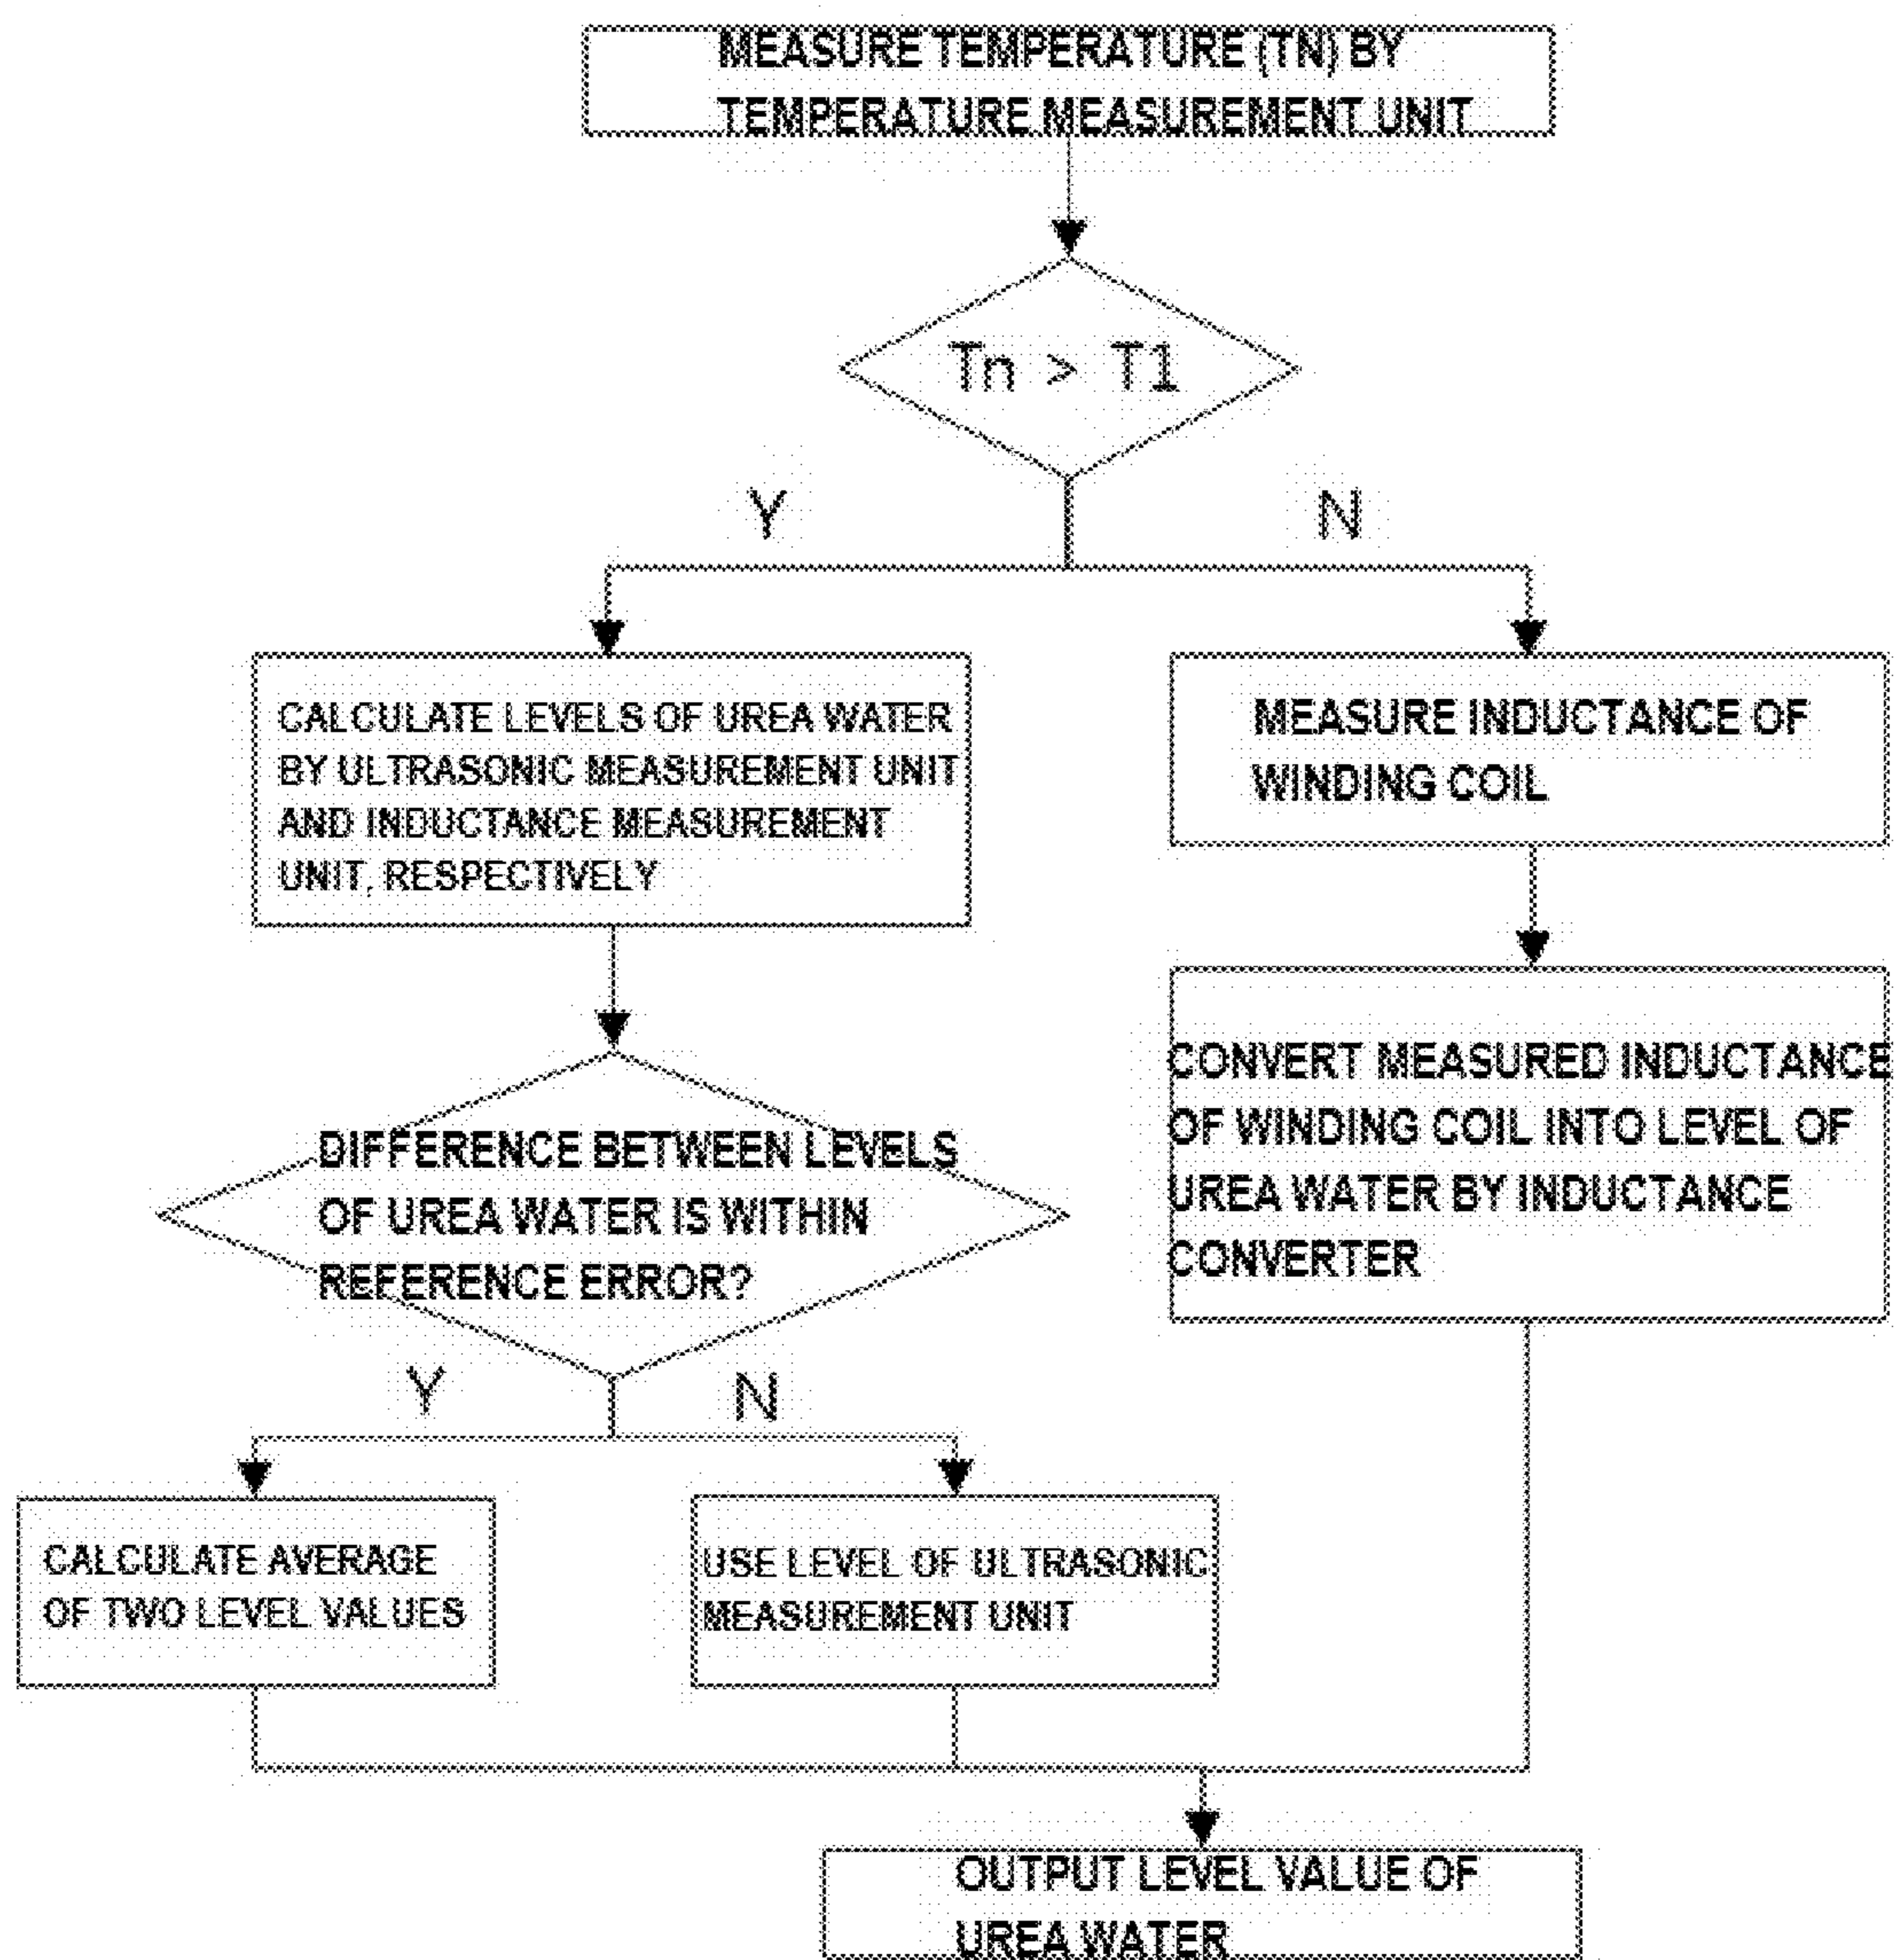 MEASURE TEMPERATURE (TN) BY
TEMPERATURE MEASUREMENT UNIT
Tn > T1
Y
N
CALCULATE LEVELS OF UREA WATER
BY ULTRASONIC MEASUREMENT UNIT
AND INDUCTANCE MEASUREMENT
UNIT, RESPECTIVELY
MEASURE INDUCTANCE OF
WINDING COIL
CONVERT MEASURED INDUCTANCE
OF WINDING COIL INTO LEVEL OF
UREA WATER BY INDUCTANCE
CONVERTER
DIFFERENCE BETWEEN LEVELS
OF UREA WATER IS WITHIN
REFERENCE ERROR?
Y
N
CALCULATE AVERAGE
OF TWO LEVEL VALUES
USE LEVEL OF ULTRASONIC
MEASUREMENT UNIT
OUTPUT LEVEL VALUE OF
UREA WATER